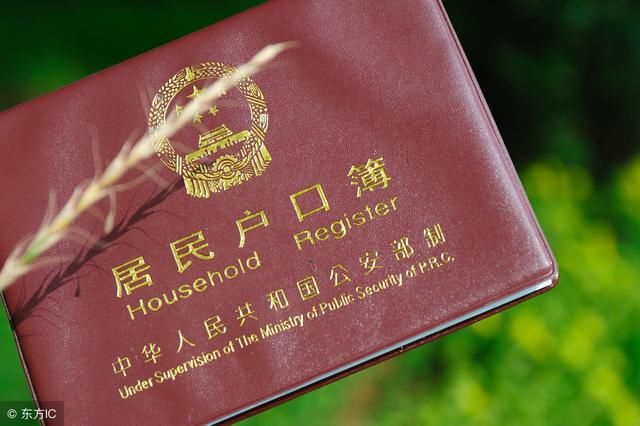 居民户口簿
Household Register
中华人民共和国公安部制
Under Supervision of The Ministry of Public Security of P.R.C.
© 东方IC